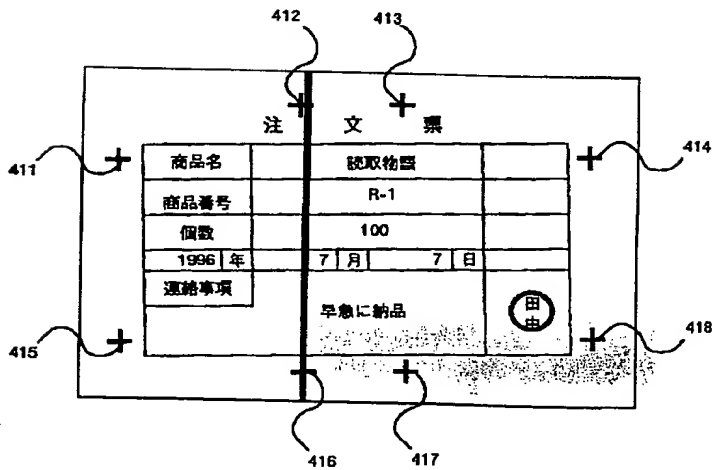 412 413
注 文 票
414
411
商品名 読取物器
商品番号 R-1
個数 100
1996 年 7 月 7 日
連絡事項
早急に納品
田中
415
418
416 417